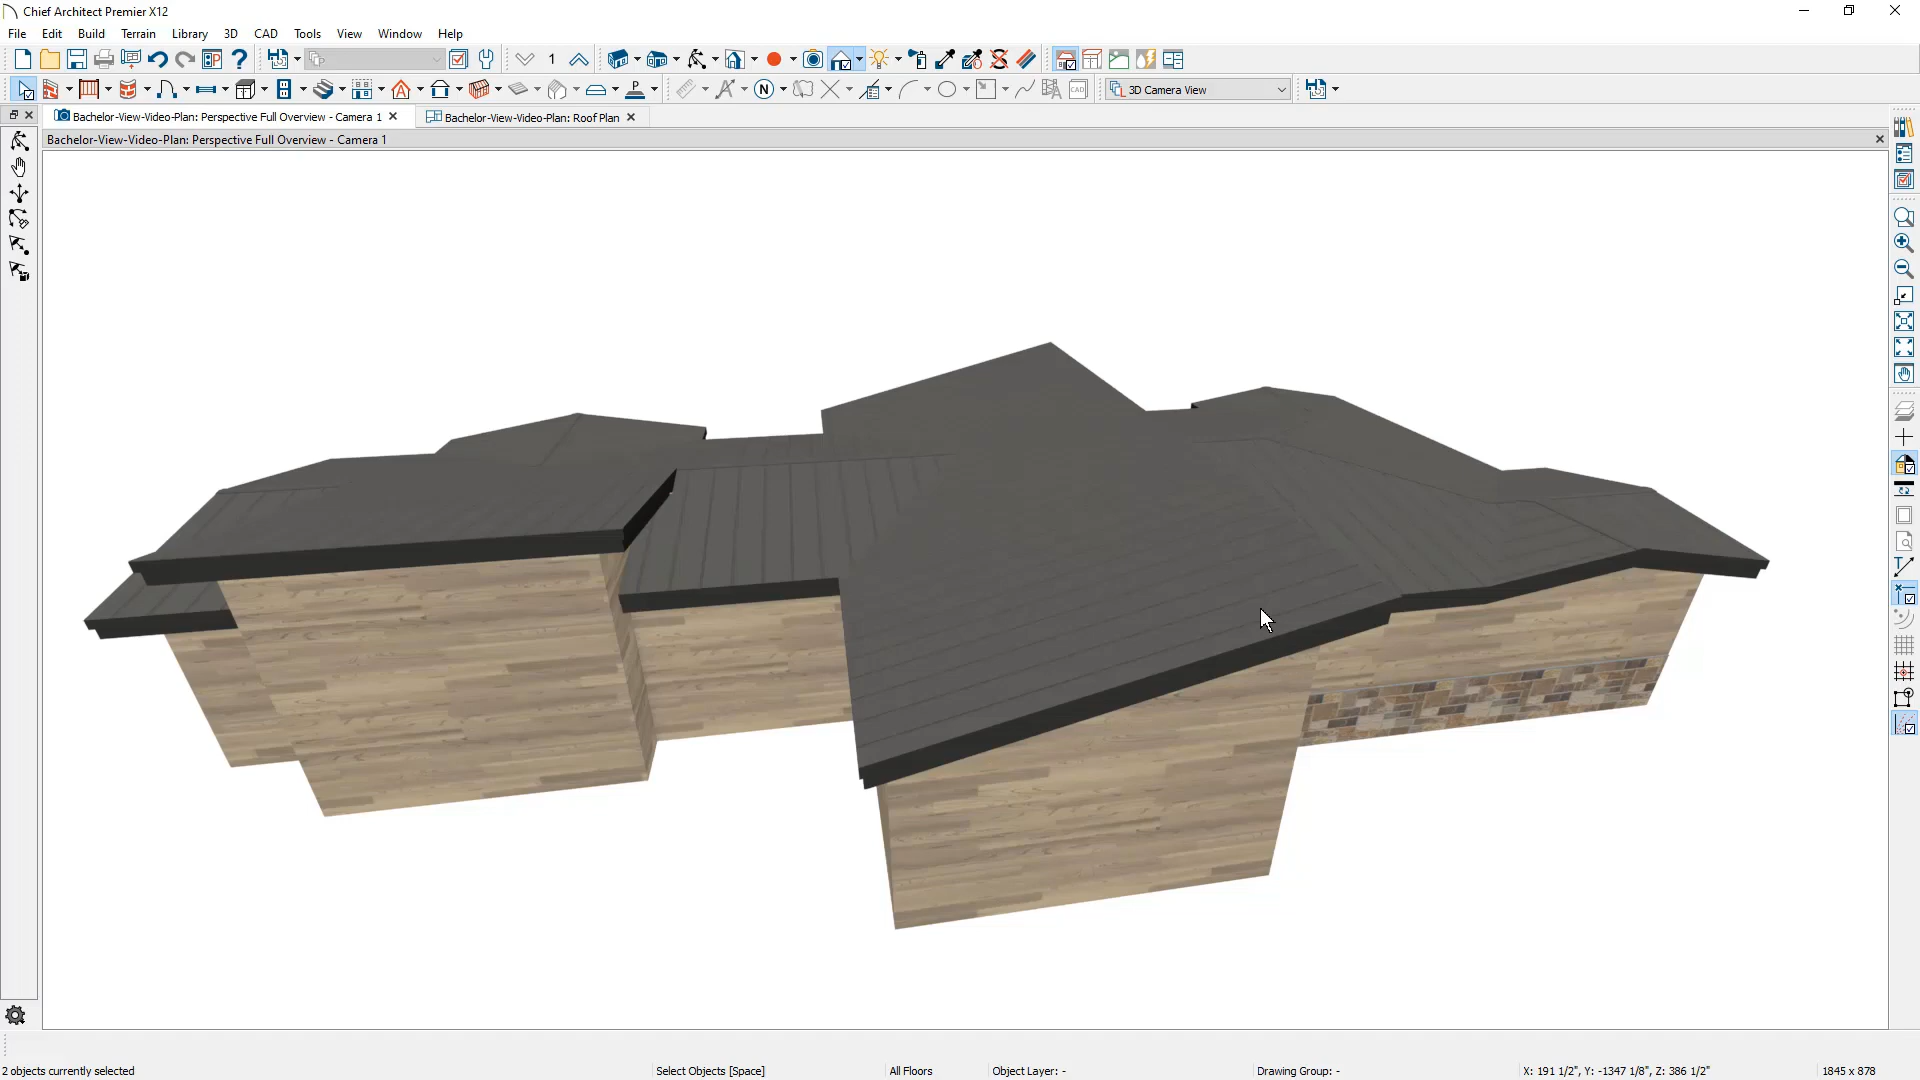 Chief Architect Premier X12
File Edit Build Terrain Library 3D CAD Tools View Window Help
1
N 3D Camera View
CAD
Bachelor-View-Video-Plan: Perspective Full Overview - Camera 1 Bachelor-View-Video-Plan: Roof Plan
Bachelor-View-Video-Plan: Perspective Full Overview - Camera 1
2 objects currently selected Select Objects [Space] All Floors Object Layer: - Drawing Group: - X: 191 1/2", Y: -1347 1/8", Z: 386 1/2" 1845 x 878